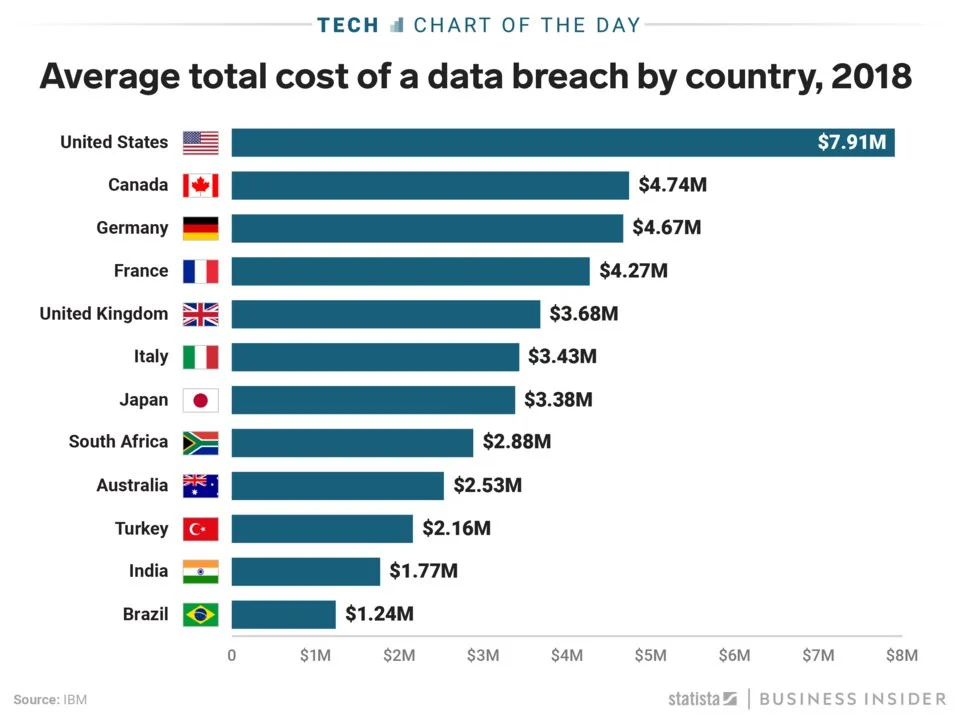 TECH CHART OF THE DAY
Average total cost of a data breach by country, 2018
United States $7.91M
Canada $4.74M
Germany $4.67M
France $4.27M
United Kingdom $3.68M
Italy $3.43M
Japan $3.38M
South Africa $2.88M
Australia $2.53M
Turkey $2.16M
India $1.77M
Brazil $1.24M
0 $1M $2M $3M $4M $5M $6M $7M $8M
Source: IBM statista BUSINESS INSIDER